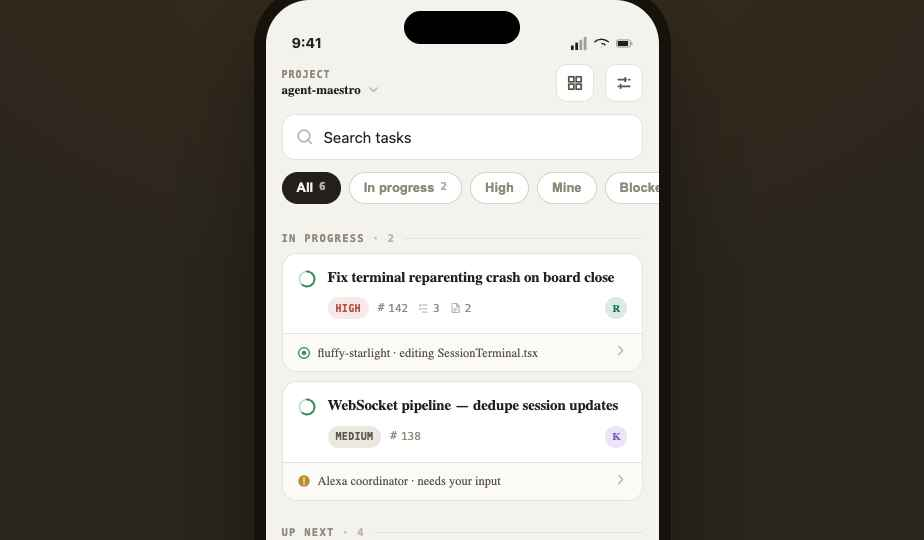 9:41
PROJECT
agent-maestro
Search tasks
All 6 In progress 2 High Mine Blocke
IN PROGRESS · 2
Fix terminal reparenting crash on board close
HIGH # 142 3 2 R
fluffy-starlight · editing SessionTerminal.tsx
WebSocket pipeline — dedupe session updates
MEDIUM # 138 K
Alexa coordinator · needs your input
UP NEXT · 4